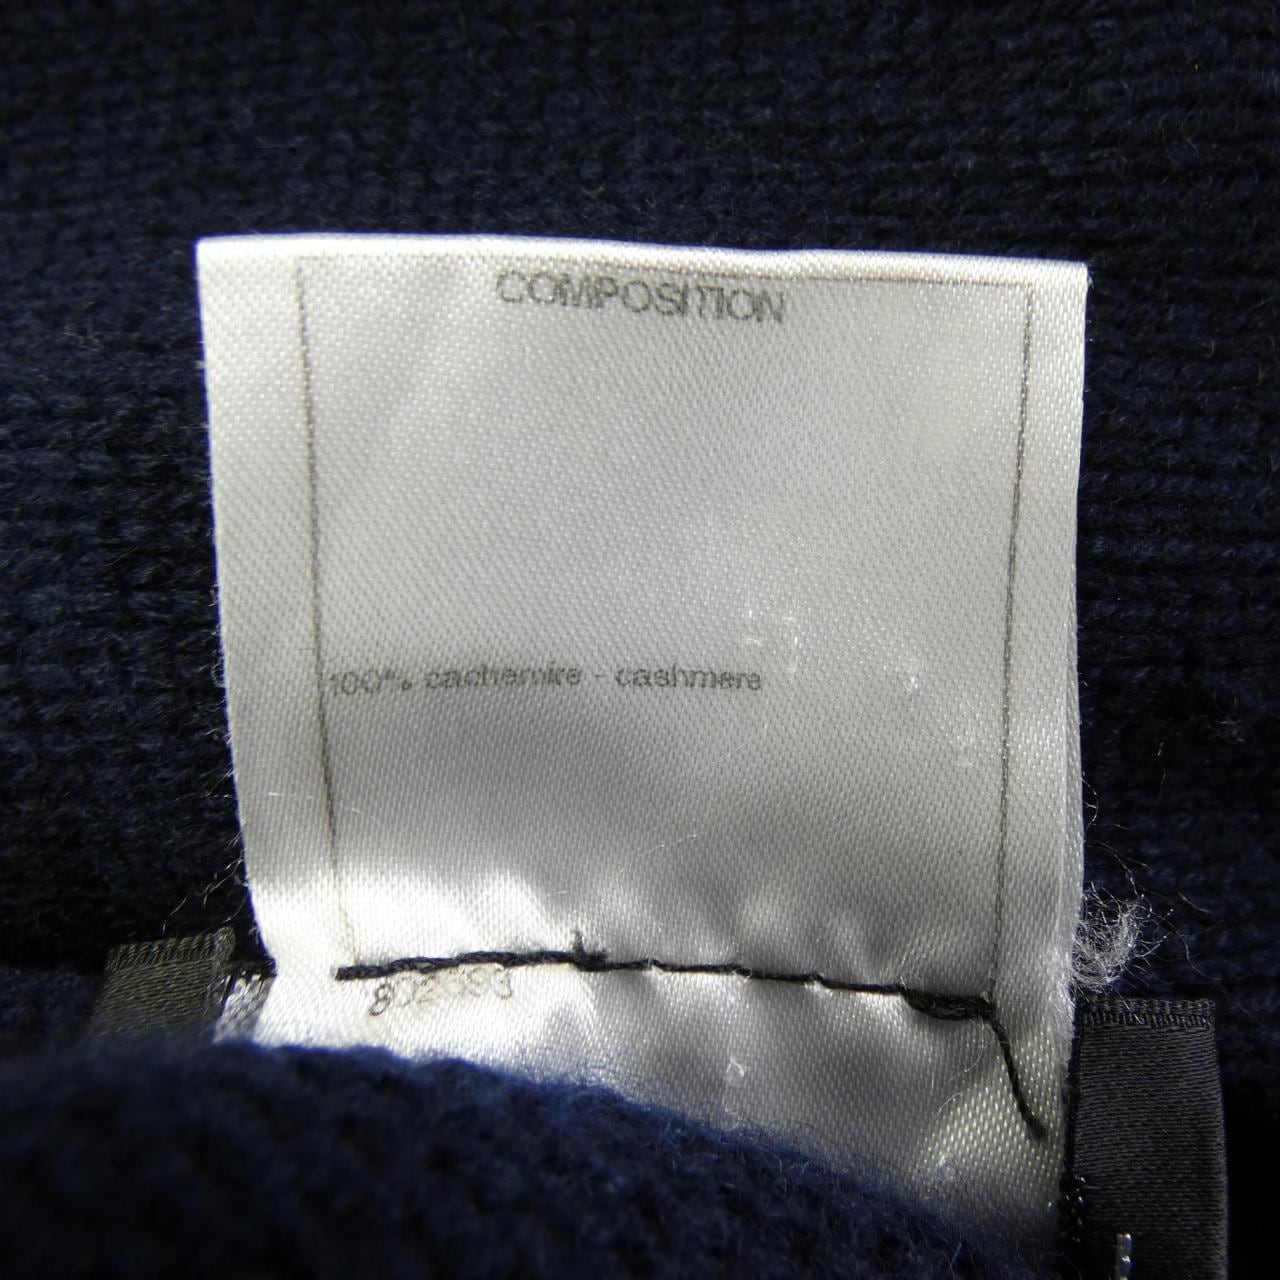 COMPOSITION
100% cachemire - cashmere